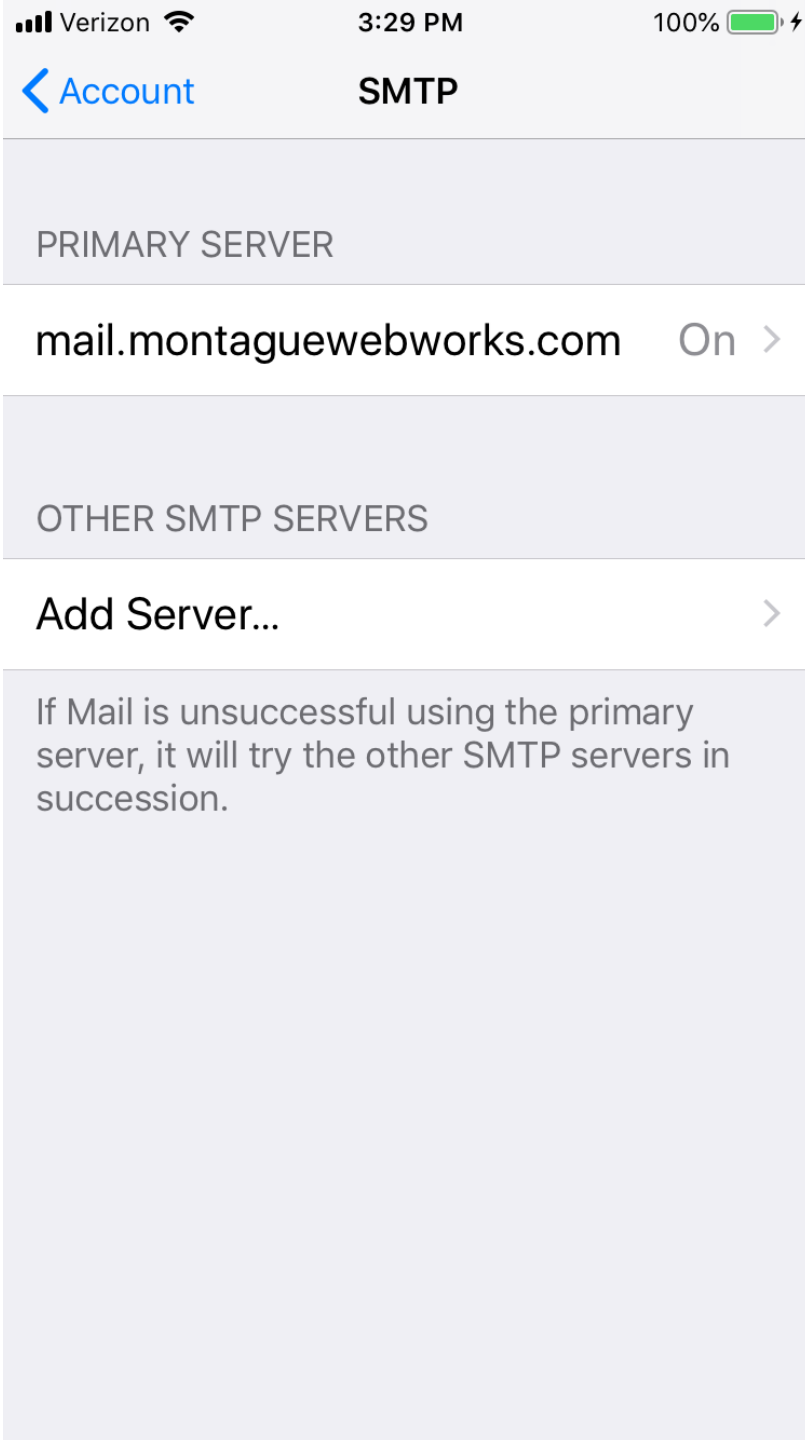 Verizon 3:29 PM 100%
Account SMTP
PRIMARY SERVER
mail.montaguewebworks.com On
OTHER SMTP SERVERS
Add Server...
If Mail is unsuccessful using the primary
server, it will try the other SMTP servers in
succession.